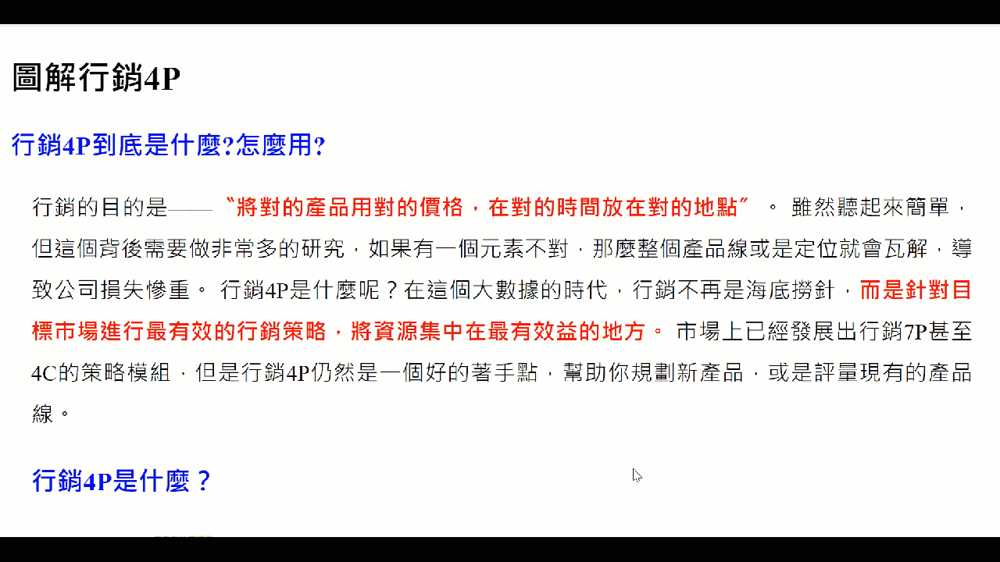 圖解行銷4P
行銷4P到底是什麼?怎麼用?
行銷的目的是——〝將對的產品用對的價格，在對的時間放在對的地點〞。 雖然聽起來簡單，
但這個背後需要做非常多的研究，如果有一個元素不對，那麼整個產品線或是定位就會瓦解，導
致公司損失慘重。 行銷4P是什麼呢？在這個大數據的時代，行銷不再是海底撈針，而是針對目
標市場進行最有效的行銷策略，將資源集中在最有效益的地方。 市場上已經發展出行銷7P甚至
4C的策略模組，但是行銷4P仍然是一個好的著手點，幫助你規劃新產品，或是評量現有的產品
線。
行銷4P是什麼？